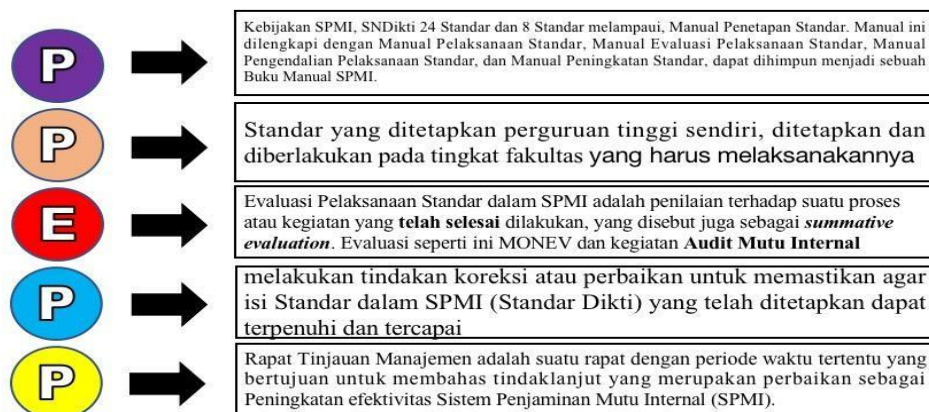 P
Kebijakan SPMI, SNDikti 24 Standar dan 8 Standar melampaui, Manual Penetapan Standar. Manual ini
dilengkapi dengan Manual Pelaksanaan Standar, Manual Evaluasi Pelaksanaan Standar, Manual
Pengendalian Pelaksanaan Standar, dan Manual Peningkatan Standar, dapat dihimpun menjadi sebuah
Buku Manual SPMI.
P
Standar yang ditetapkan perguruan tinggi sendiri, ditetapkan dan
diberlakukan pada tingkat fakultas yang harus melaksanakannya
E
Evaluasi Pelaksanaan Standar dalam SPMI adalah penilaian terhadap suatu proses
atau kegiatan yang telah selesai dilakukan, yang disebut juga sebagai summative
evaluation. Evaluasi seperti ini MONEV dan kegiatan Audit Mutu Internal
P
melakukan tindakan koreksi atau perbaikan untuk memastikan agar
isi Standar dalam SPMI (Standar Dikti) yang telah ditetapkan dapat
terpenuhi dan tercapai
P
Rapat Tinjauan Manajemen adalah suatu rapat dengan periode waktu tertentu yang
bertujuan untuk membahas tindaklanjut yang merupakan perbaikan sebagai
Peningkatan efektivitas Sistem Penjaminan Mutu Internal (SPMI).